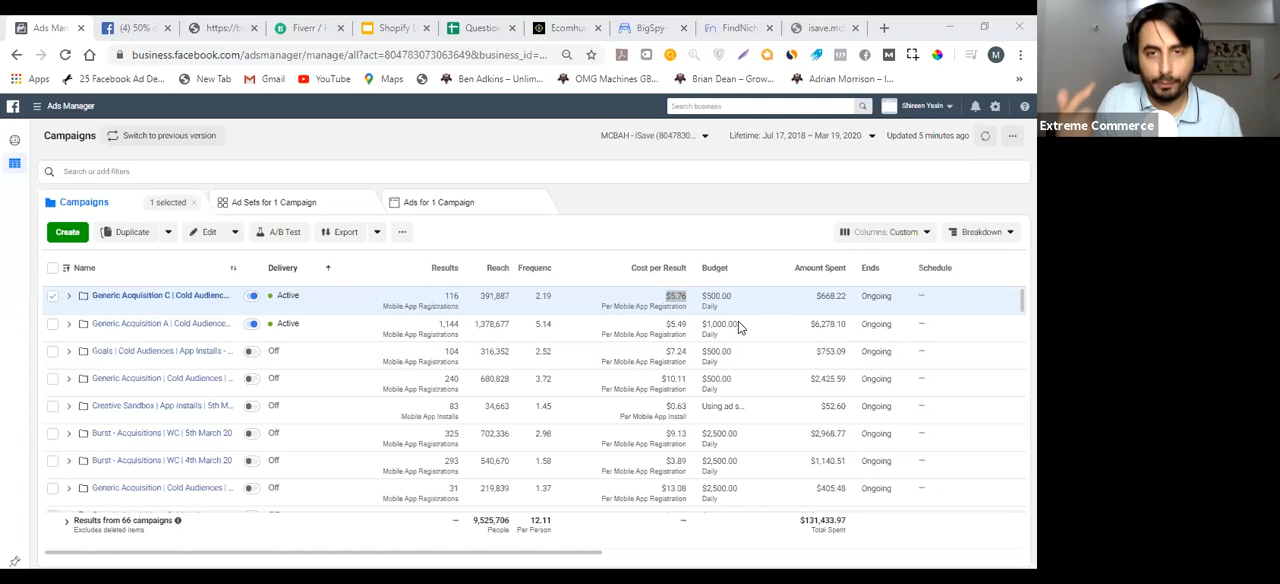 Ads Man
(4) 50% c
https://b
Fiverr / H
Shopify D
Question
Ecomhu
BigSpy –
FindNich
isave.mc
business.facebook.com/adsmanager/manage/all?act=804783073063649&business_id=...
Apps
25 Facebook Ad De...
New Tab
Gmail
YouTube
Maps
Ben Adkins – Unlim...
OMG Machines GB...
Brian Dean – Grow...
Adrian Morrison – I...
Ads Manager
Search business
Shireen Yasin
Extreme Commerce
Campaigns
Switch to previous version
MCBAH - iSave (8047830...
Lifetime: Jul 17, 2018 – Mar 19, 2020
Updated 5 minutes ago
Search or add filters
Campaigns
1 selected
Ad Sets for 1 Campaign
Ads for 1 Campaign
Create
Duplicate
Edit
A/B Test
Export
Columns: Custom
Breakdown
Name Delivery Results Reach Frequenc Cost per Result Budget Amount Spent Ends Schedule
Generic Acquisition C | Cold Audienc... Active 116 391,887 2.19 $5.76 $500.00 $668.22 Ongoing —
Mobile App Registrations Per Mobile App Registration Daily
Generic Acquisition A | Cold Audience... Active 1,144 1,378,677 5.14 $5.49 $1,000.00 $6,278.10 Ongoing —
Mobile App Registrations Per Mobile App Registration Daily
Goals | Cold Audiences | App Installs - ... Off 104 316,352 2.52 $7.24 $500.00 $753.09 Ongoing —
Mobile App Registrations Per Mobile App Registration Daily
Generic Acquisition | Cold Audiences | ... Off 240 680,828 3.72 $10.11 $500.00 $2,425.59 Ongoing —
Mobile App Registrations Per Mobile App Registration Daily
Creative Sandbox | App Installs | 5th M... Off 83 34,663 1.45 $0.63 Using ad s... $52.60 Ongoing —
Mobile App Installs Per Mobile App Install
Burst - Acquisitions | WC | 5th March 20 Off 325 702,336 2.98 $9.13 $2,500.00 $2,968.77 Ongoing —
Mobile App Registrations Per Mobile App Registration Daily
Burst - Acquisitions | WC | 4th March 20 Off 293 540,670 1.58 $3.89 $2,500.00 $1,140.51 Ongoing —
Mobile App Registrations Per Mobile App Registration Daily
Generic Acquisition | Cold Audiences | ... Off 31 219,839 1.37 $13.08 $2,500.00 $405.48 Ongoing —
Mobile App Registrations Per Mobile App Registration Daily
Results from 66 campaigns — 9,525,706 12.11 — $131,433.97
Excludes deleted items People Per Person Total Spent